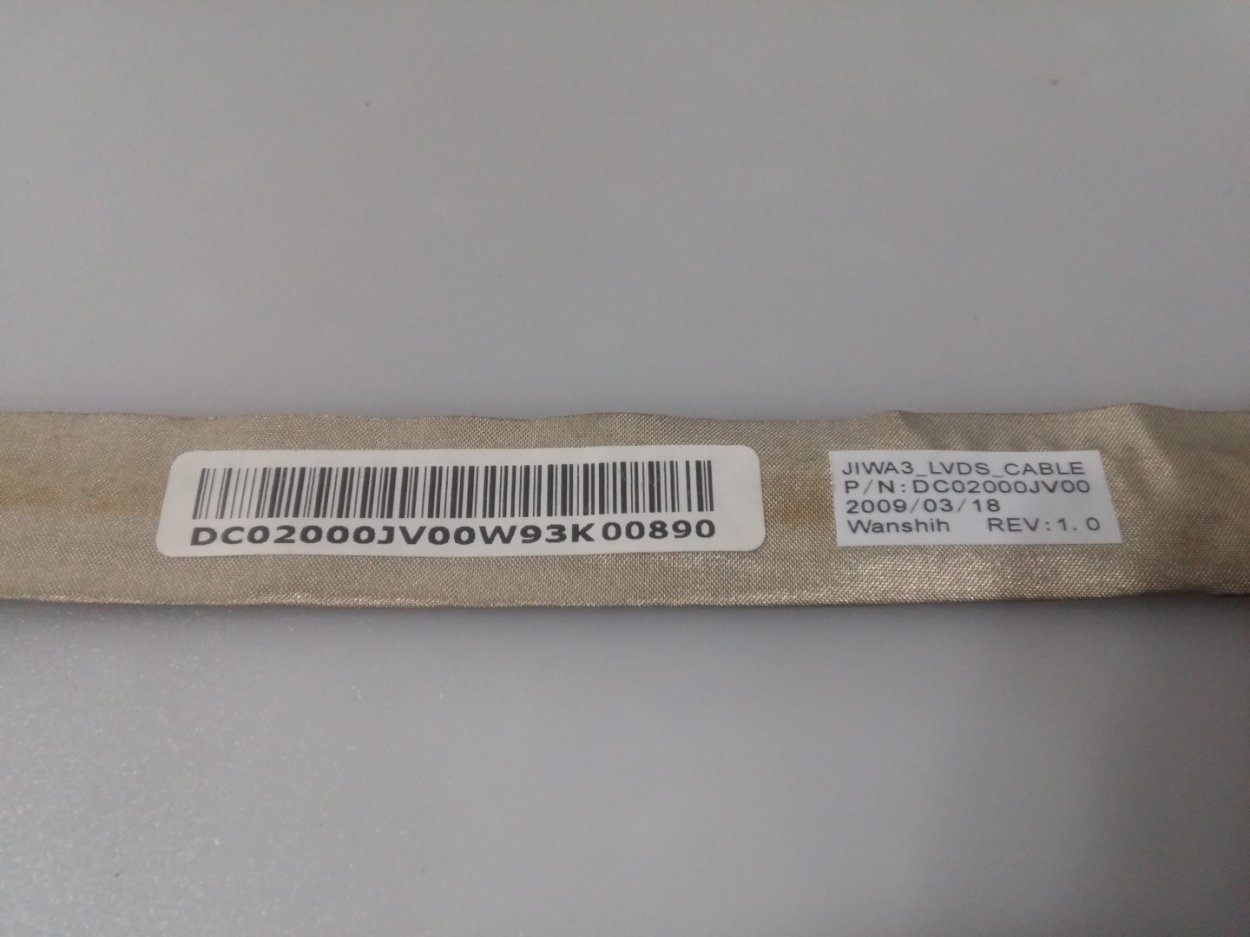 DC02000JV00W93K00890
JIWA3_LVDS_CABLE
P/N:DC02000JV00
2009/03/18
Wanshih REV:1.0